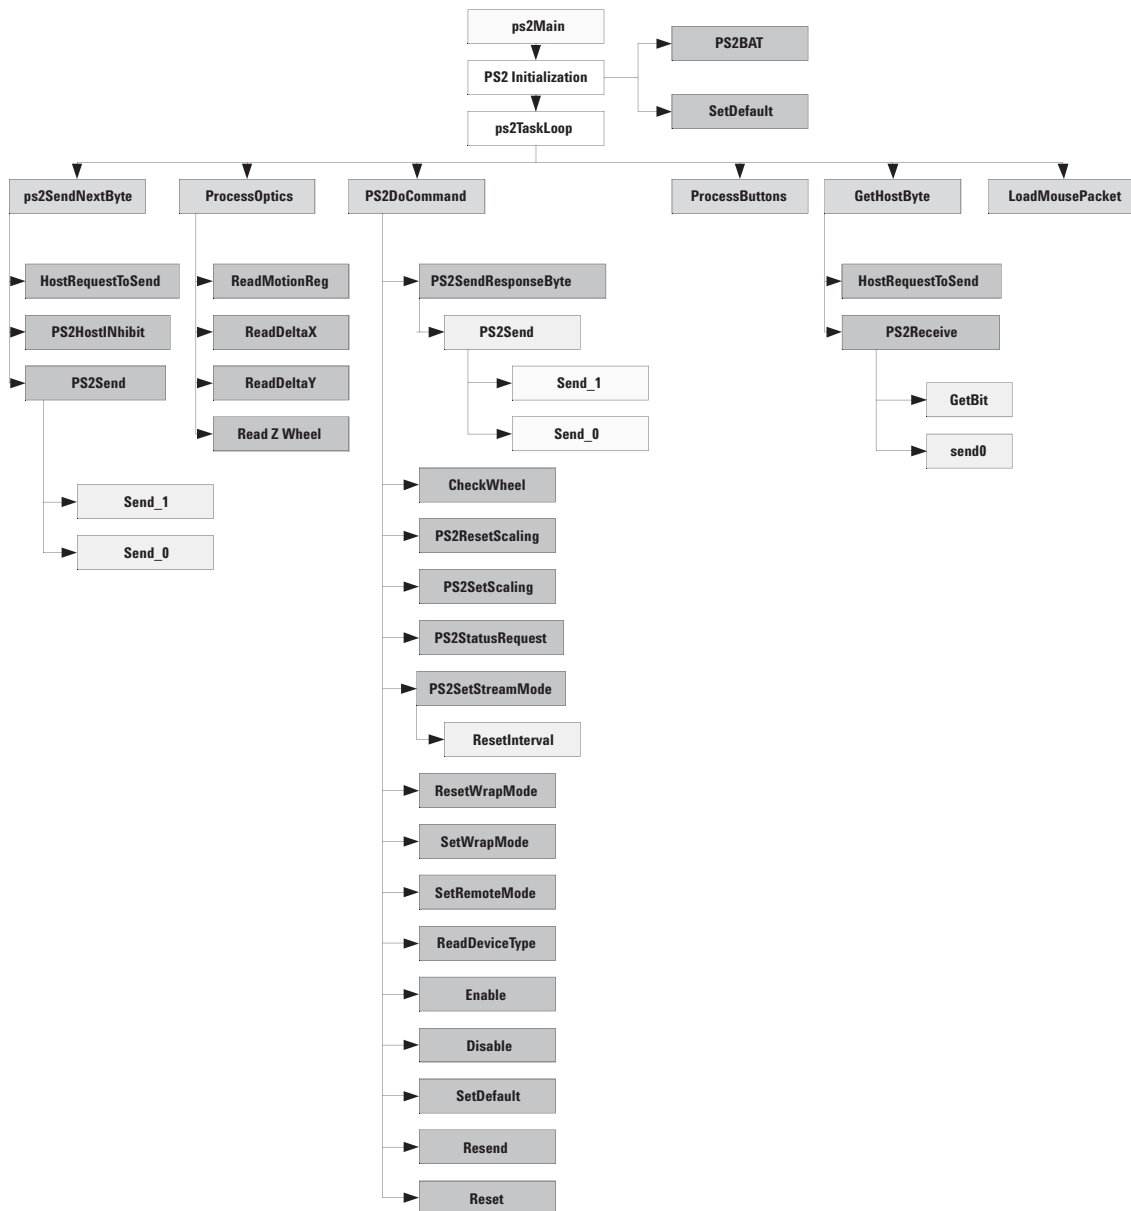 ps2Main
PS2 Initialization
ps2TaskLoop
PS2BAT
SetDefault
ps2SendNextByte
HostRequestToSend
PS2HostINhibit
PS2Send
Send_1
Send_0
ProcessOptics
ReadMotionReg
ReadDeltaX
ReadDeltaY
Read Z Wheel
PS2DoCommand
PS2SendResponseByte
PS2Send
Send_1
Send_0
CheckWheel
PS2ResetScaling
PS2SetScaling
PS2StatusRequest
PS2SetStreamMode
ResetInterval
ResetWrapMode
SetWrapMode
SetRemoteMode
ReadDeviceType
Enable
Disable
SetDefault
Resend
Reset
ProcessButtons
GetHostByte
HostRequestToSend
PS2Receive
GetBit
send0
LoadMousePacket